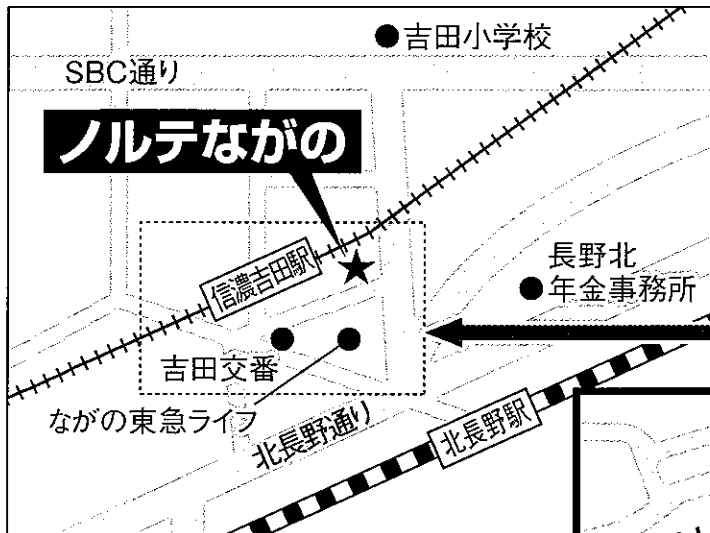 吉田小学校
SBC通り
ノルテながの
信濃吉田駅
長野北
年金事務所
吉田交番
ながの東急ライフ
北長野通り
北長野駅